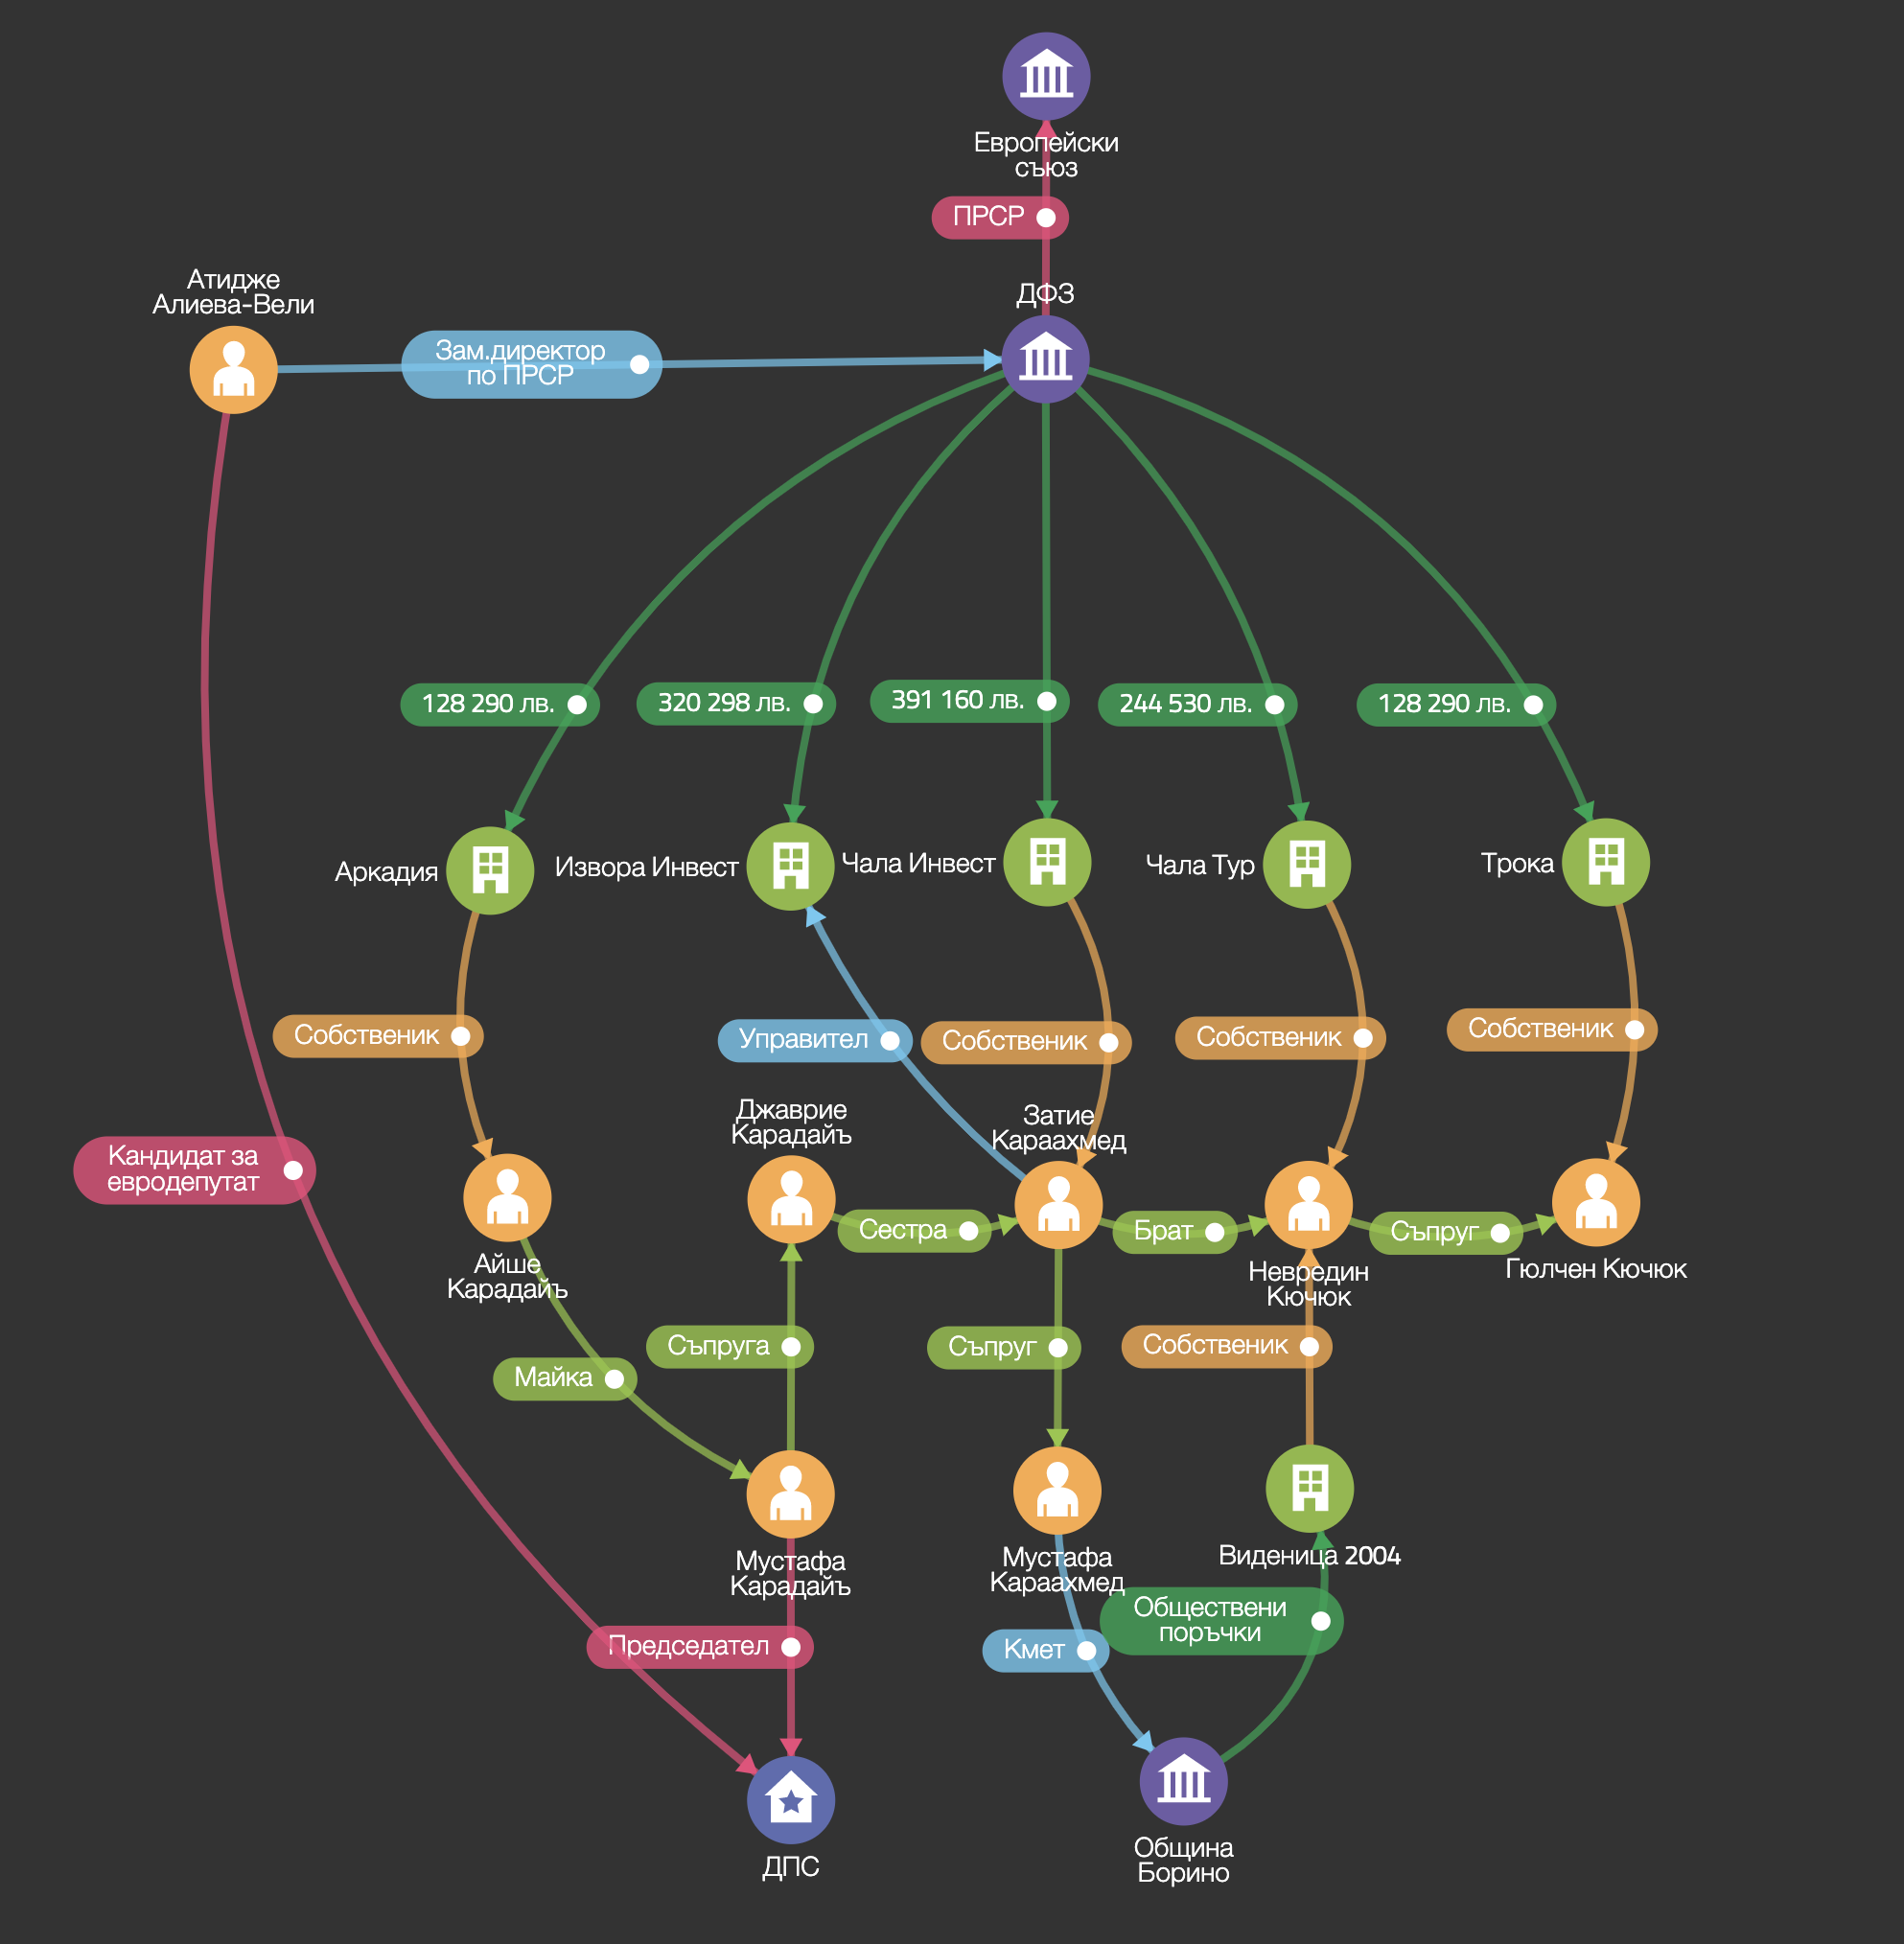 Европейски
съюз
ПРСР
Атидже
Алиева-Вели
ДФЗ
Зам.директор
по ПРСР
128 290 лв.
320 298 лв.
391 160 лв.
244 530 лв.
128 290 лв.
Аркадия
Извора Инвест
Чала Инвест
Чала Тур
Трока
Собственик
Управител
Собственик
Собственик
Собственик
Джаврие
Карадайъ
Затие
Караахмед
Кандидат за
евродепутат
Сестра
Брат
Съпруг
Айше
Карадайъ
Невредин
Кючюк
Гюлчен Кючюк
Съпруга
Съпруг
Собственик
Майка
Мустафа
Карадайъ
Мустафа
Караахмед
Виденица 2004
Обществени
поръчки
Председател
Кмет
ДПС
Община
Борино